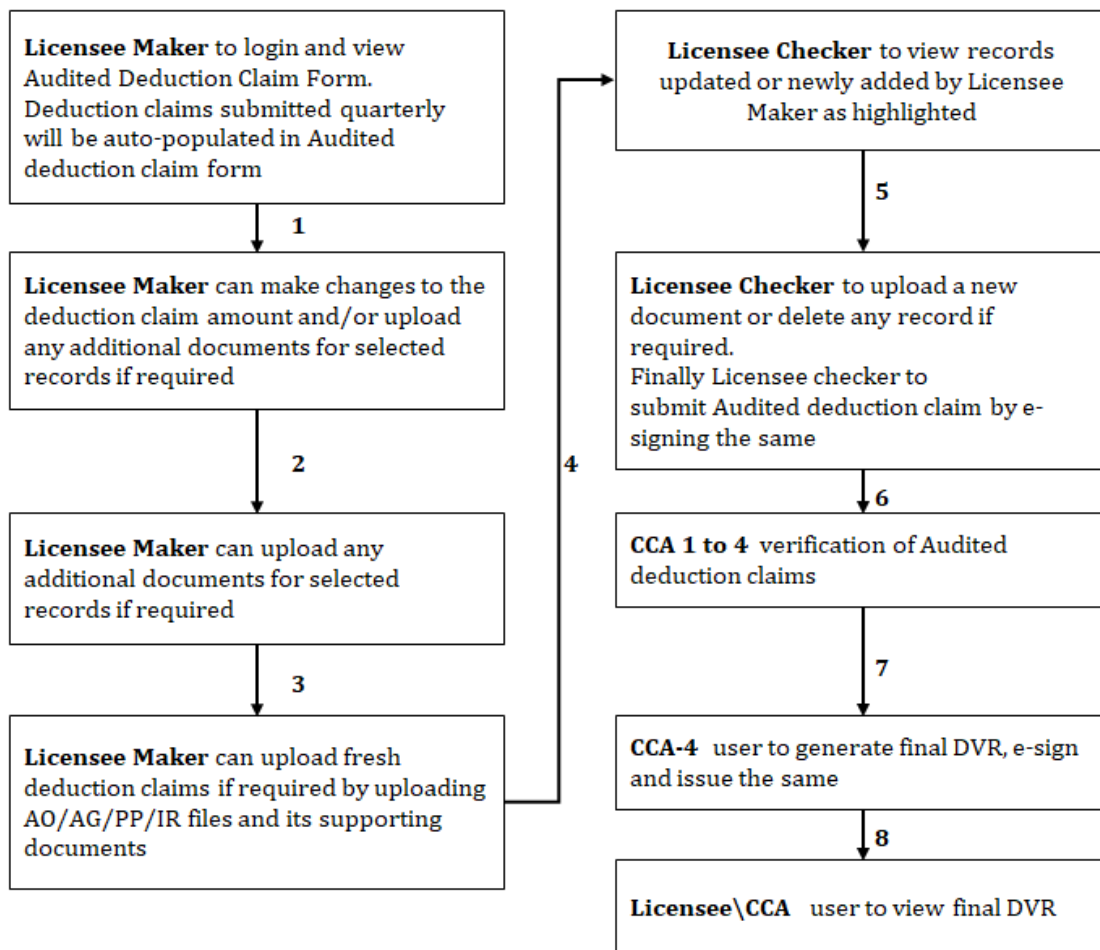 Licensee Maker to login and view
Audited Deduction Claim Form.
Deduction claims submitted quarterly
will be auto-populated in Audited
deduction claim form
1
Licensee Maker can make changes to the
deduction claim amount and/or upload
any additional documents for selected
records if required
2
Licensee Maker can upload any
additional documents for selected
records if required
3
Licensee Maker can upload fresh
deduction claims if required by uploading
AO/AG/PP/IR files and its supporting
documents
4
Licensee Checker to view records
updated or newly added by Licensee
Maker as highlighted
5
Licensee Checker to upload a new
document or delete any record if
required.
Finally Licensee checker to
submit Audited deduction claim by e-
signing the same
6
CCA 1 to 4 verification of Audited
deduction claims
7
CCA-4 user to generate final DVR, e-sign
and issue the same
8
Licensee\CCA user to view final DVR